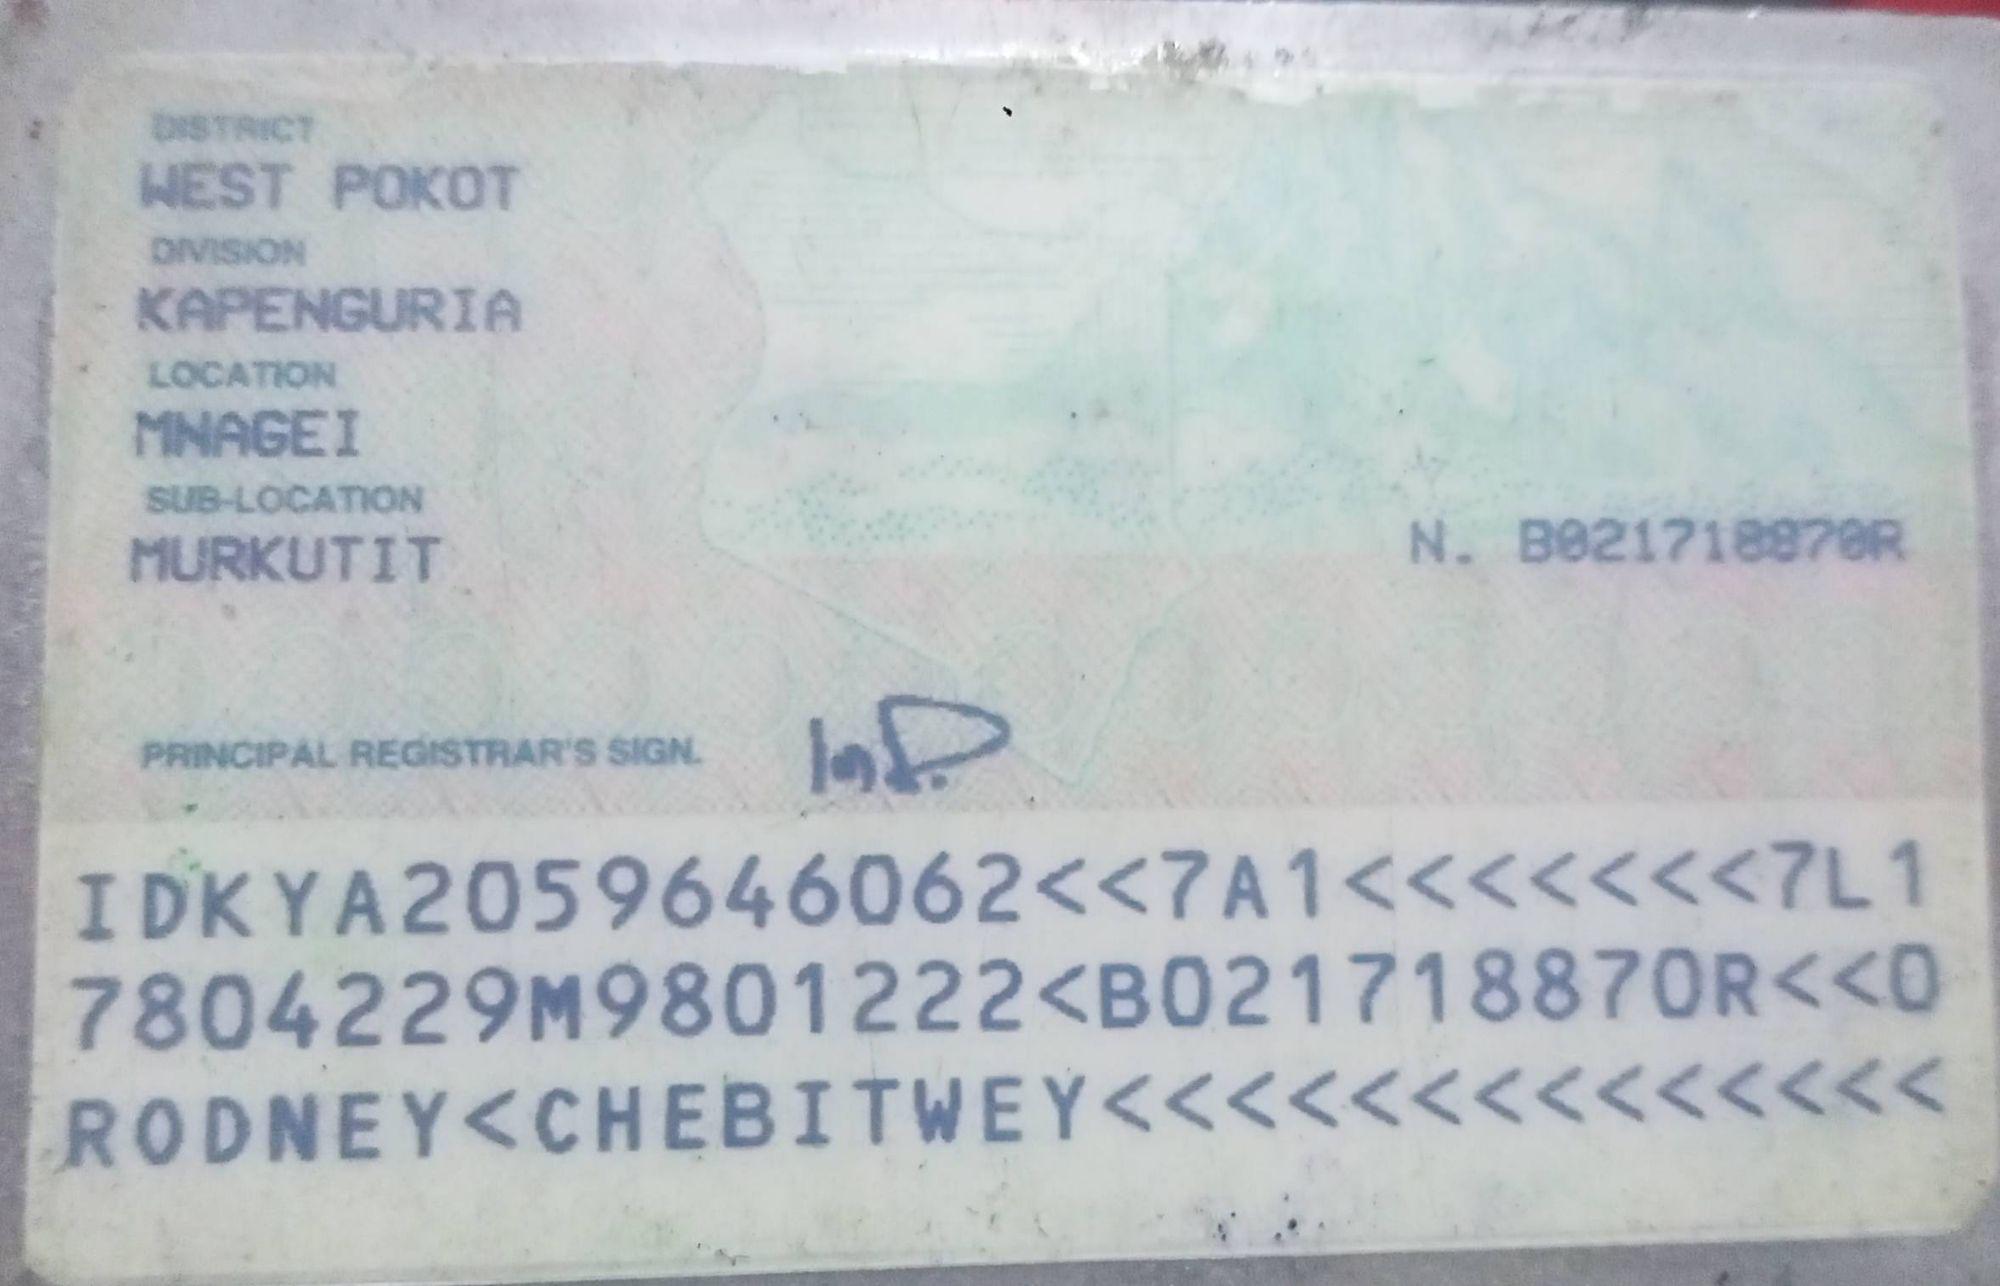 DISTRICT
WEST POKOT
DIVISION
KAPENGURIA
LOCATION
MNAGEI
SUB-LOCATION
MURKUTIT
N. B021718870R
PRINCIPAL REGISTRAR'S SIGN.
IDKYA2059646062<<7A1<<<<<<<7L1
7804229M9801222<B021718870R<<0
RODNEY<CHEBITWEY<<<<<<<<<<<<<<